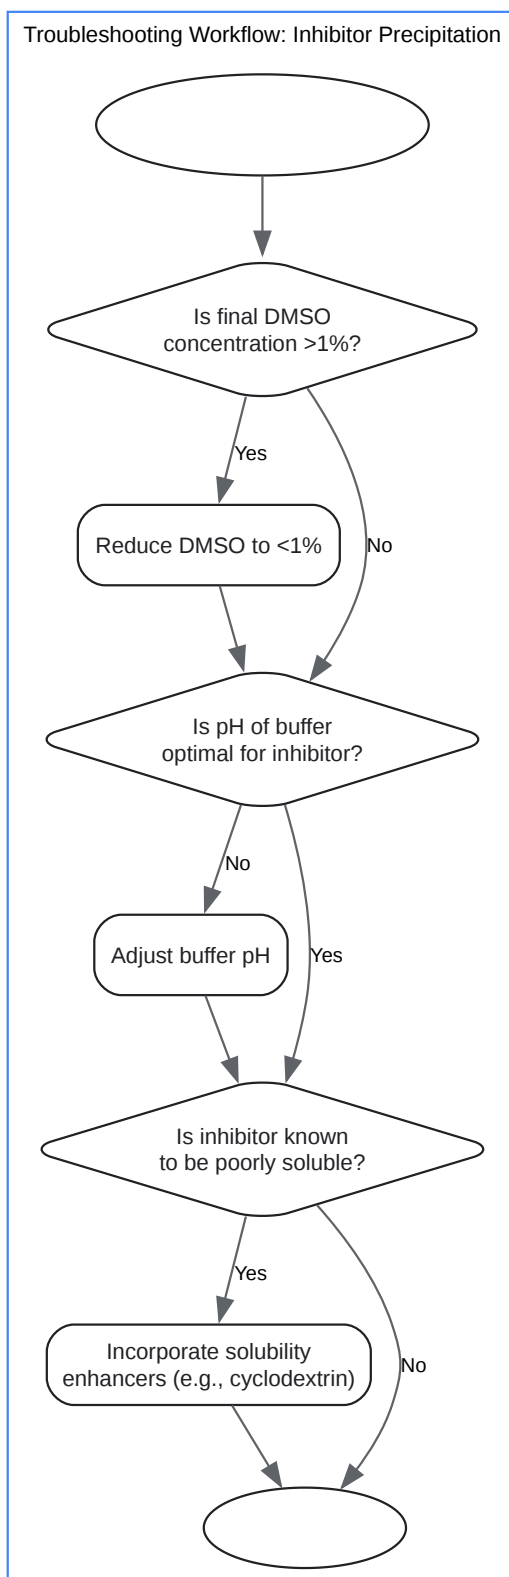 Troubleshooting Workflow: Inhibitor Precipitation
Is final DMSO
concentration >1%?
Yes
Reduce DMSO to <1%
No
Is pH of buffer
optimal for inhibitor?
No
Adjust buffer pH
Yes
Is inhibitor known
to be poorly soluble?
Yes
Incorporate solubility
enhancers (e.g., cyclodextrin)
No